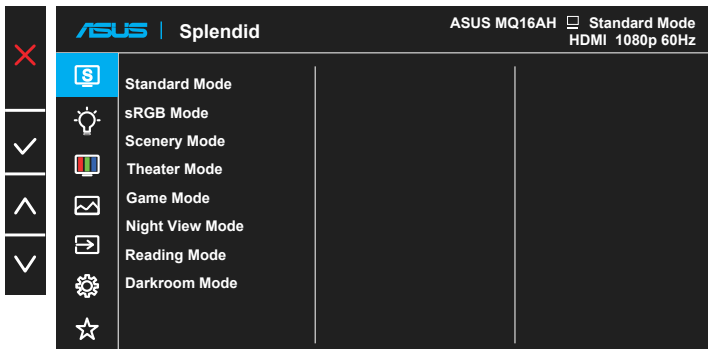 ASUS | Splendid
ASUS MQ16AH Standard Mode
HDMI 1080p 60Hz
S
Standard Mode
sRGB Mode
Scenery Mode
Theater Mode
Game Mode
Night View Mode
Reading Mode
Darkroom Mode